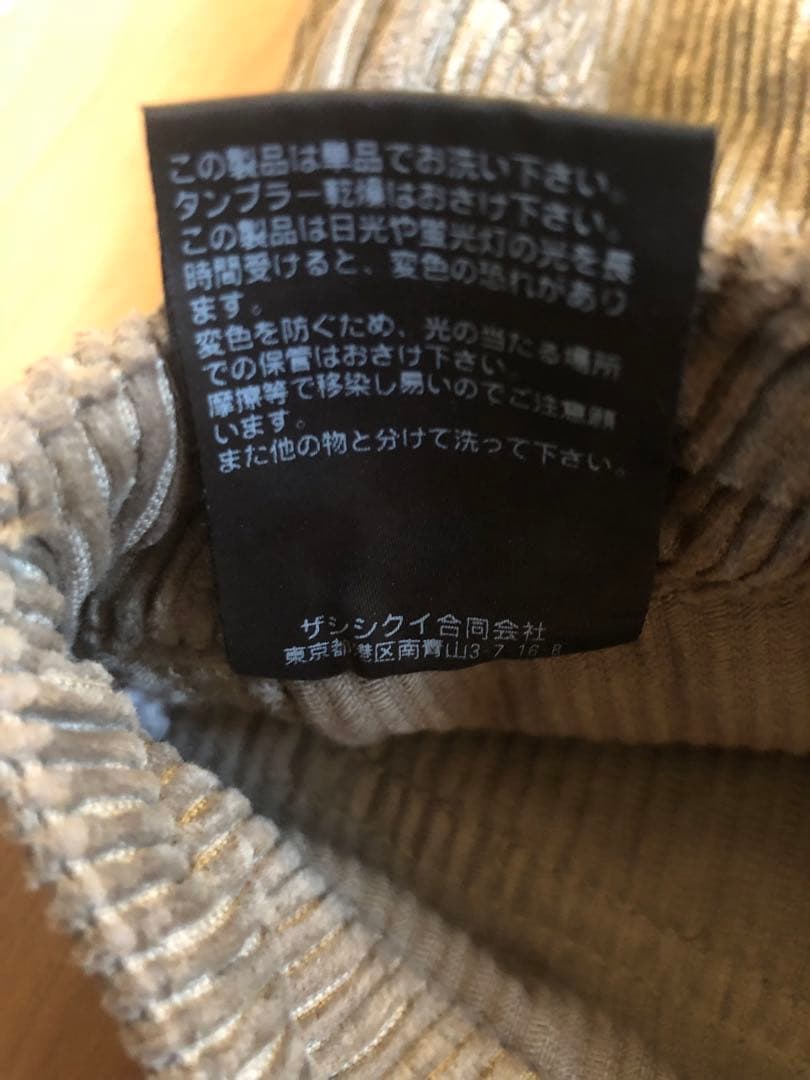 この製品は単品でお洗い下さい。
タンブラー乾燥はおさけ下さい。
この製品は日光や蛍光灯の光を長
時間受けると、変色の恐れがあり
ます。
変色を防ぐため、光の当たる場所
での保管はおさけ下さい。
摩擦等で移染し易いのでご注意願
います。
また他の物と分けて洗って下さい。
ザシシクイ合同会社
東京都港区南青山3-7-16-B